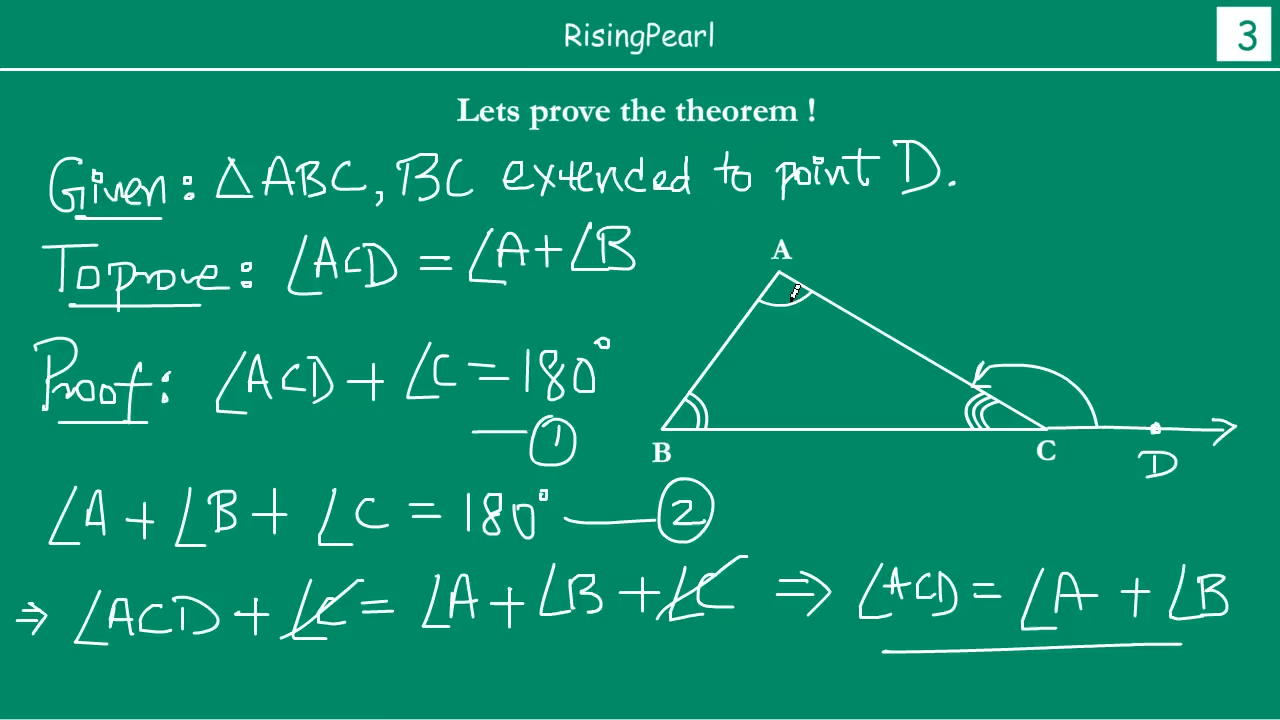 RisingPearl
3
Lets prove the theorem !
Given: △ABC, BC extended to point D.
To prove: ∠ACD = ∠A+∠B
Proof: ∠ACD + ∠C = 180°
— ①
∠A + ∠B + ∠C = 180° — ②
⇒ ∠ACD + ∠C = ∠A + ∠B + ∠C ⇒ ∠ACD = ∠A + ∠B
A
B
C
D